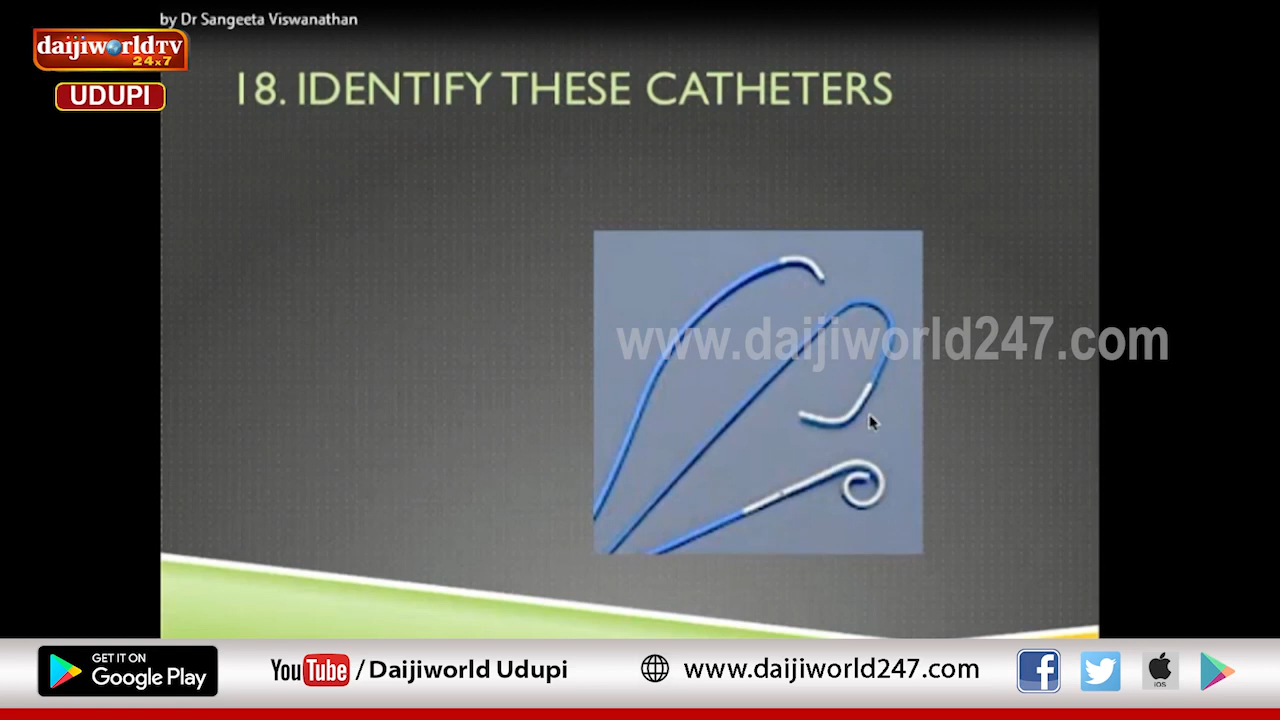 by Dr Sangeeta Viswanathan
daijiworldTV
24x7
UDUPI
18. IDENTIFY THESE CATHETERS
www.daijiworld247.com
GET IT ON
Google Play
YouTube / Daijiworld Udupi
www.daijiworld247.com
iOS